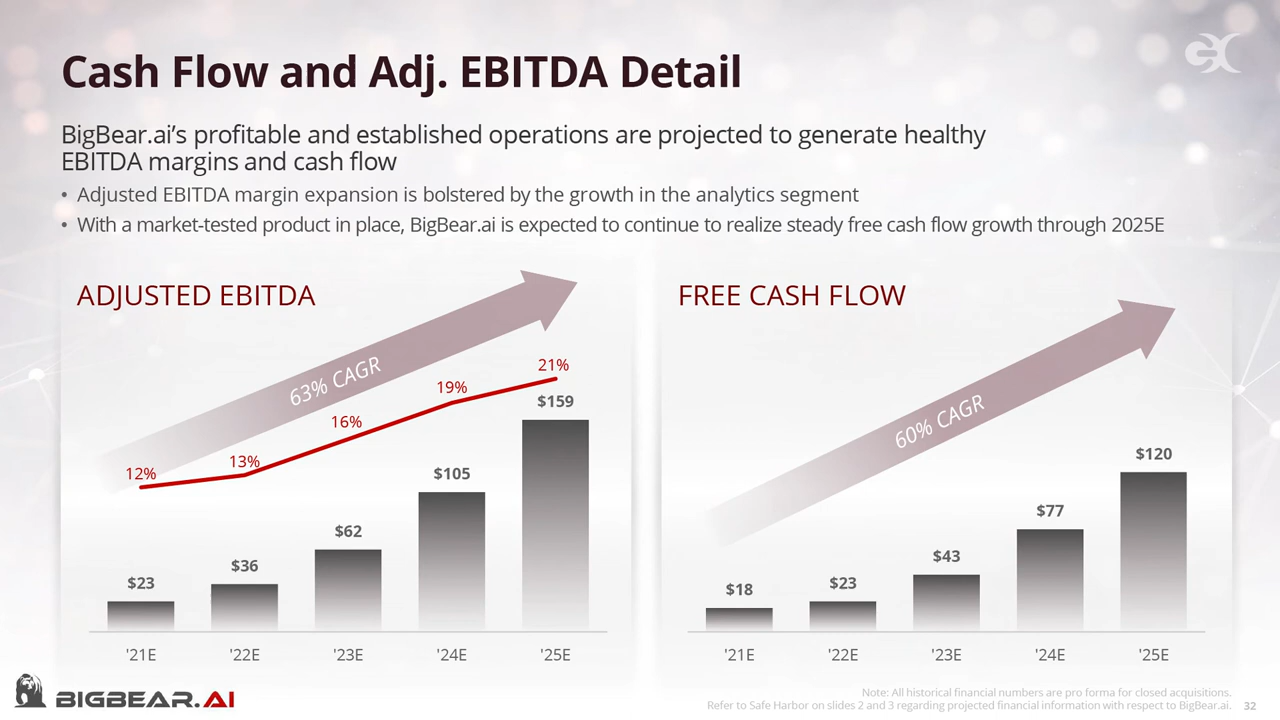 Cash Flow and Adj. EBITDA Detail
BigBear.ai’s profitable and established operations are projected to generate healthy
EBITDA margins and cash flow
• Adjusted EBITDA margin expansion is bolstered by the growth in the analytics segment
• With a market-tested product in place, BigBear.ai is expected to continue to realize steady free cash flow growth through 2025E
ADJUSTED EBITDA
63% CAGR
12%
13%
16%
19%
21%
$23
$36
$62
$105
$159
'21E
'22E
'23E
'24E
'25E
FREE CASH FLOW
60% CAGR
$18
$23
$43
$77
$120
'21E
'22E
'23E
'24E
'25E
BIGBEAR.AI
Note: All historical financial numbers are pro forma for closed acquisitions.
Refer to Safe Harbor on slides 2 and 3 regarding projected financial information with respect to BigBear.ai.
32